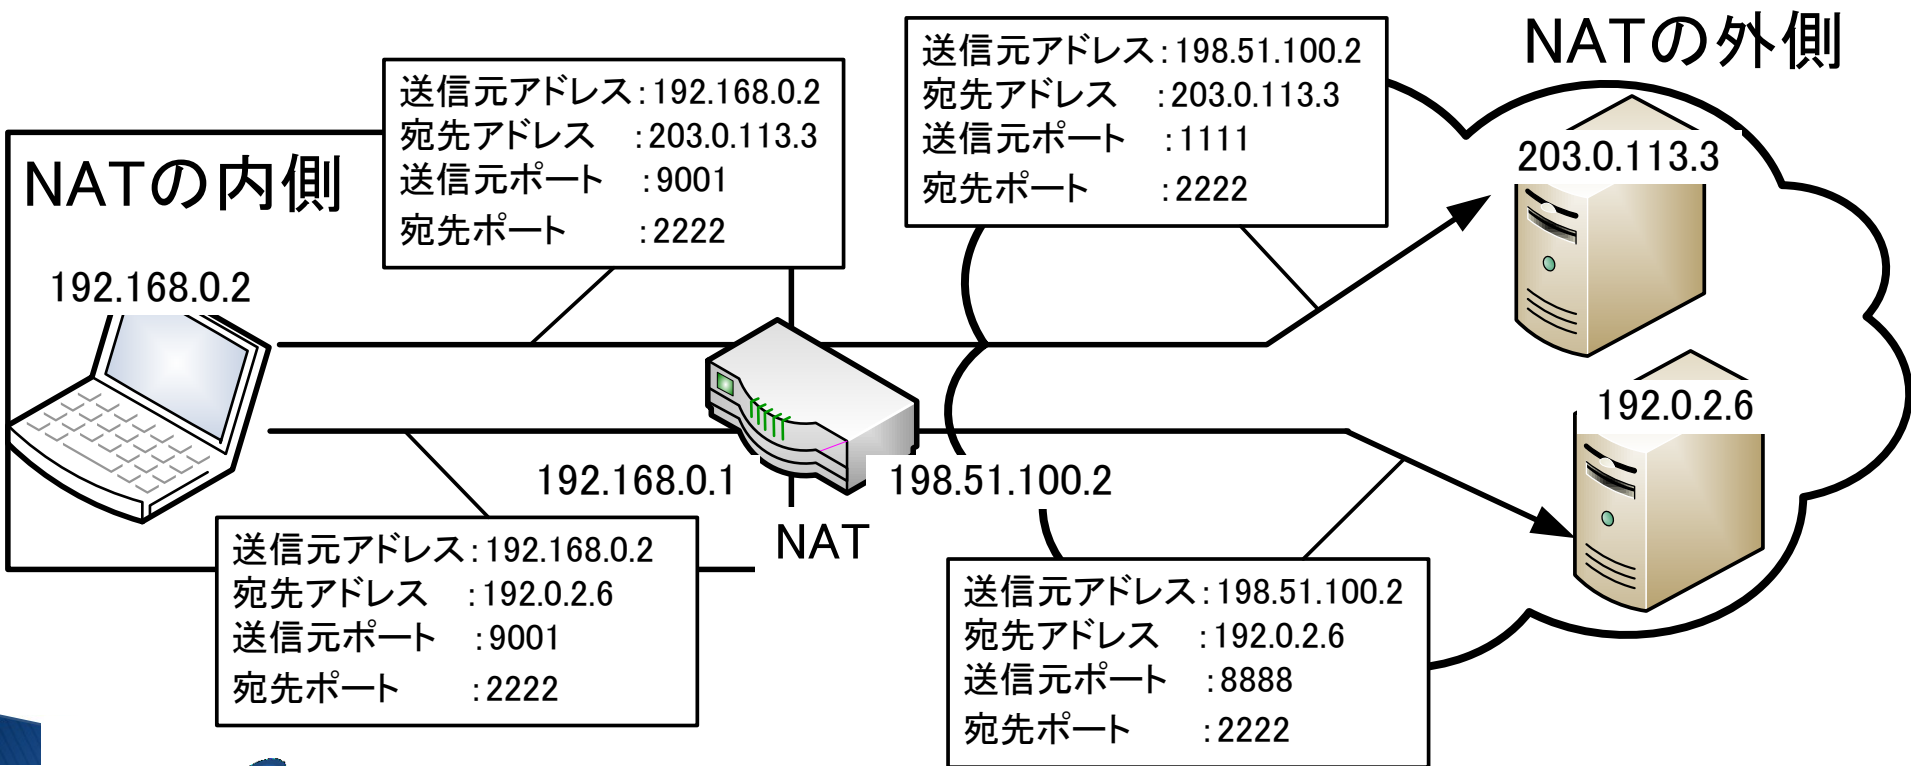 NATの外側
送信元アドレス:198.51.100.2
宛先アドレス :203.0.113.3
送信元ポート :1111
宛先ポート :2222
送信元アドレス:192.168.0.2
宛先アドレス :203.0.113.3
送信元ポート :9001
宛先ポート :2222
NATの内側
203.0.113.3
192.168.0.2
192.0.2.6
192.168.0.1
198.51.100.2
NAT
送信元アドレス:192.168.0.2
宛先アドレス :192.0.2.6
送信元ポート :9001
宛先ポート :2222
送信元アドレス:198.51.100.2
宛先アドレス :192.0.2.6
送信元ポート :8888
宛先ポート :2222